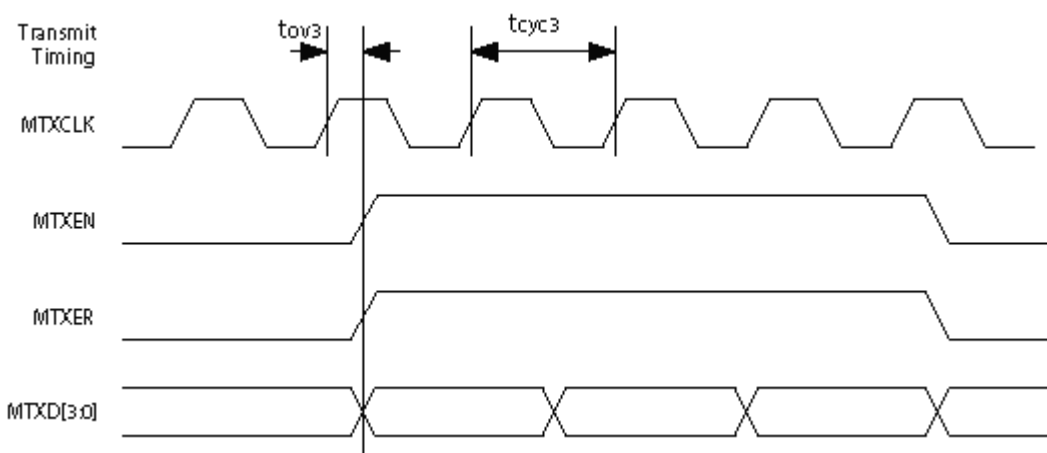 Transmit
Timing
tov3
tcyc3
MTXCLK
MTXEN
MTXER
MTXD[3:0]